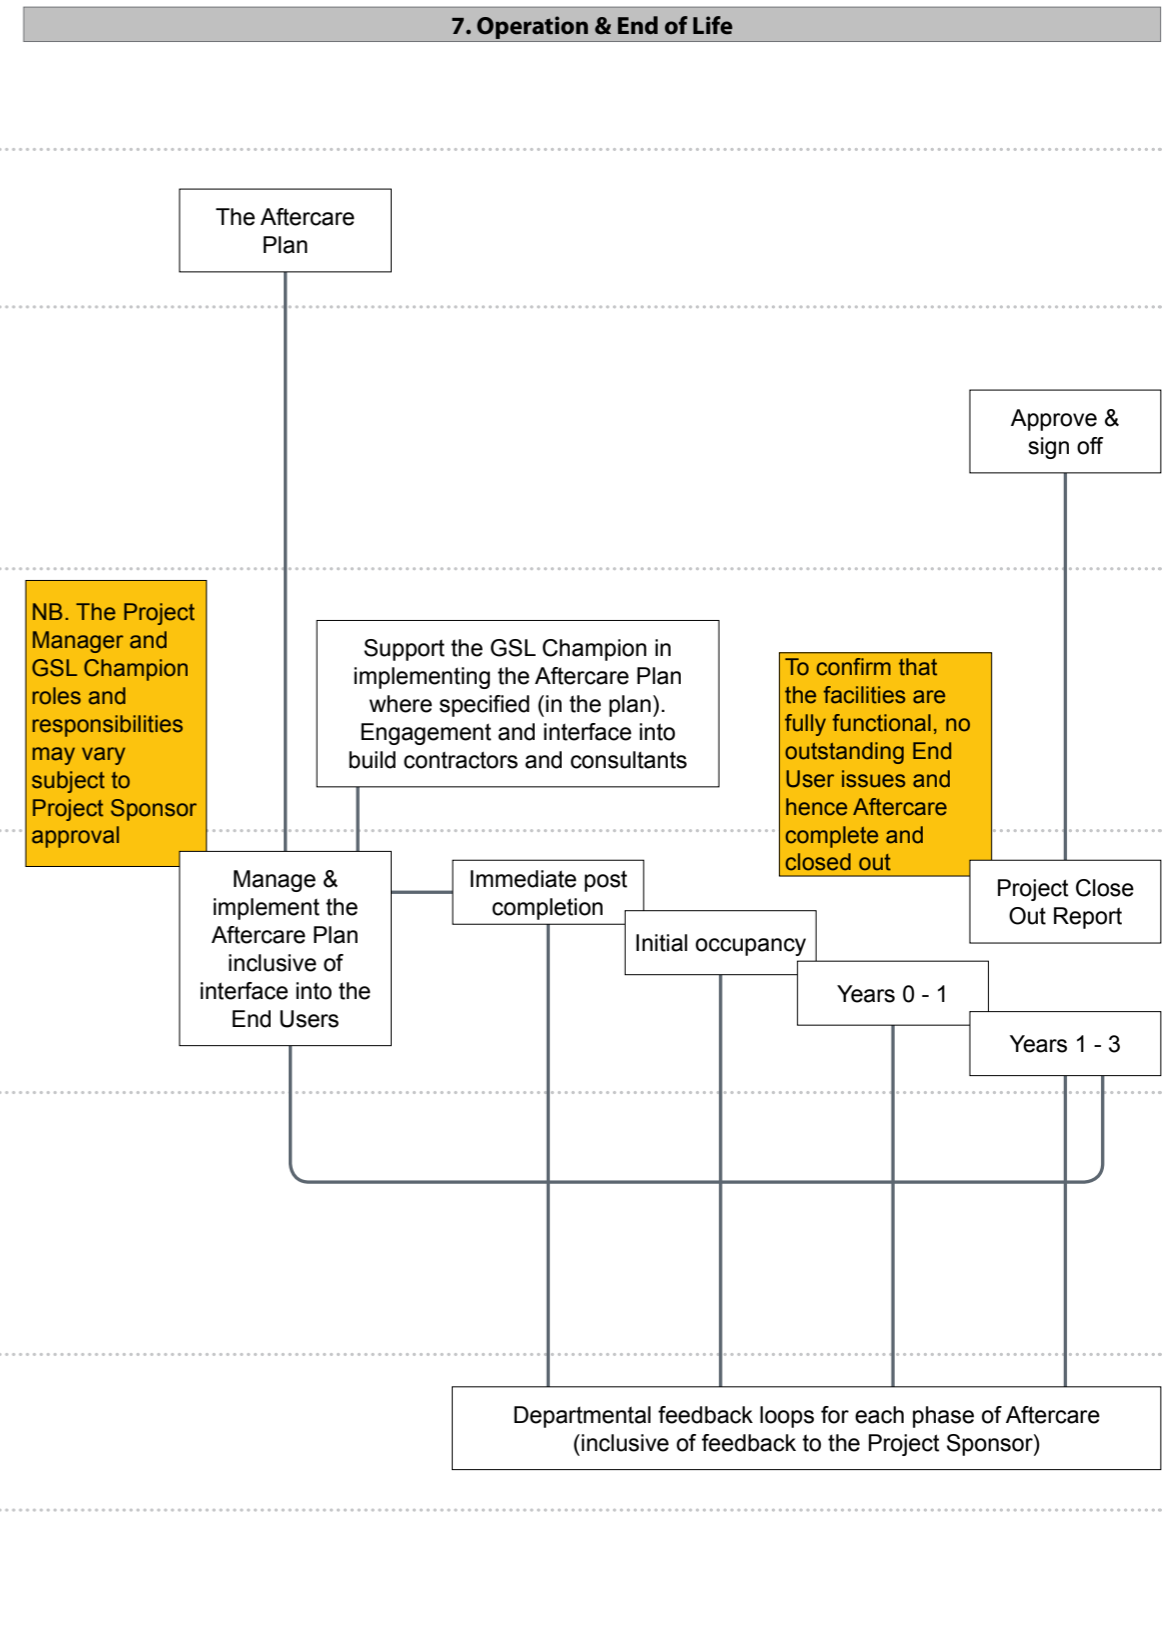 7. Operation & End of Life
The Aftercare
Plan
Approve &
sign off
NB. The Project
Manager and
GSL Champion
roles and
responsibilities
may vary
subject to
Project Sponsor
approval
Support the GSL Champion in
implementing the Aftercare Plan
where specified (in the plan).
Engagement and interface into
build contractors and consultants
To confirm that
the facilities are
fully functional, no
outstanding End
User issues and
hence Aftercare
complete and
closed out
Manage &
implement the
Aftercare Plan
inclusive of
interface into the
End Users
Immediate post
completion
Initial occupancy
Years 0 - 1
Project Close
Out Report
Years 1 - 3
Departmental feedback loops for each phase of Aftercare
(inclusive of feedback to the Project Sponsor)